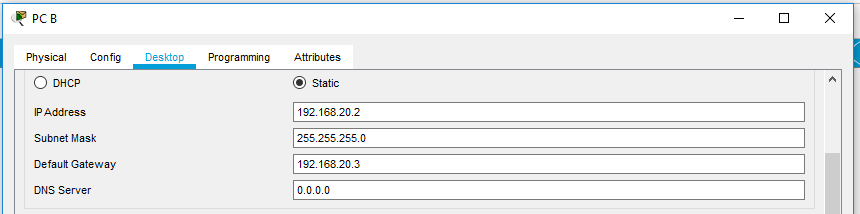 PC B
Physical Config Desktop Programming Attributes
DHCP Static
IP Address 192.168.20.2
Subnet Mask 255.255.255.0
Default Gateway 192.168.20.3
DNS Server 0.0.0.0